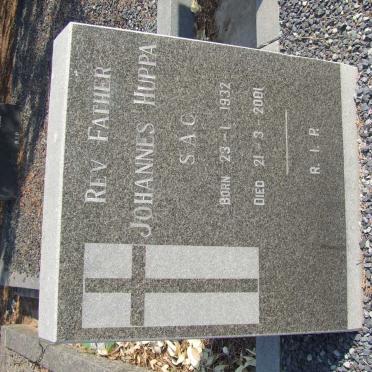 REV FATHER
JOHANNES HUPPA
S.A.C.
BORN 23-1-1932
DIED 21-3-2001
R.I.P.